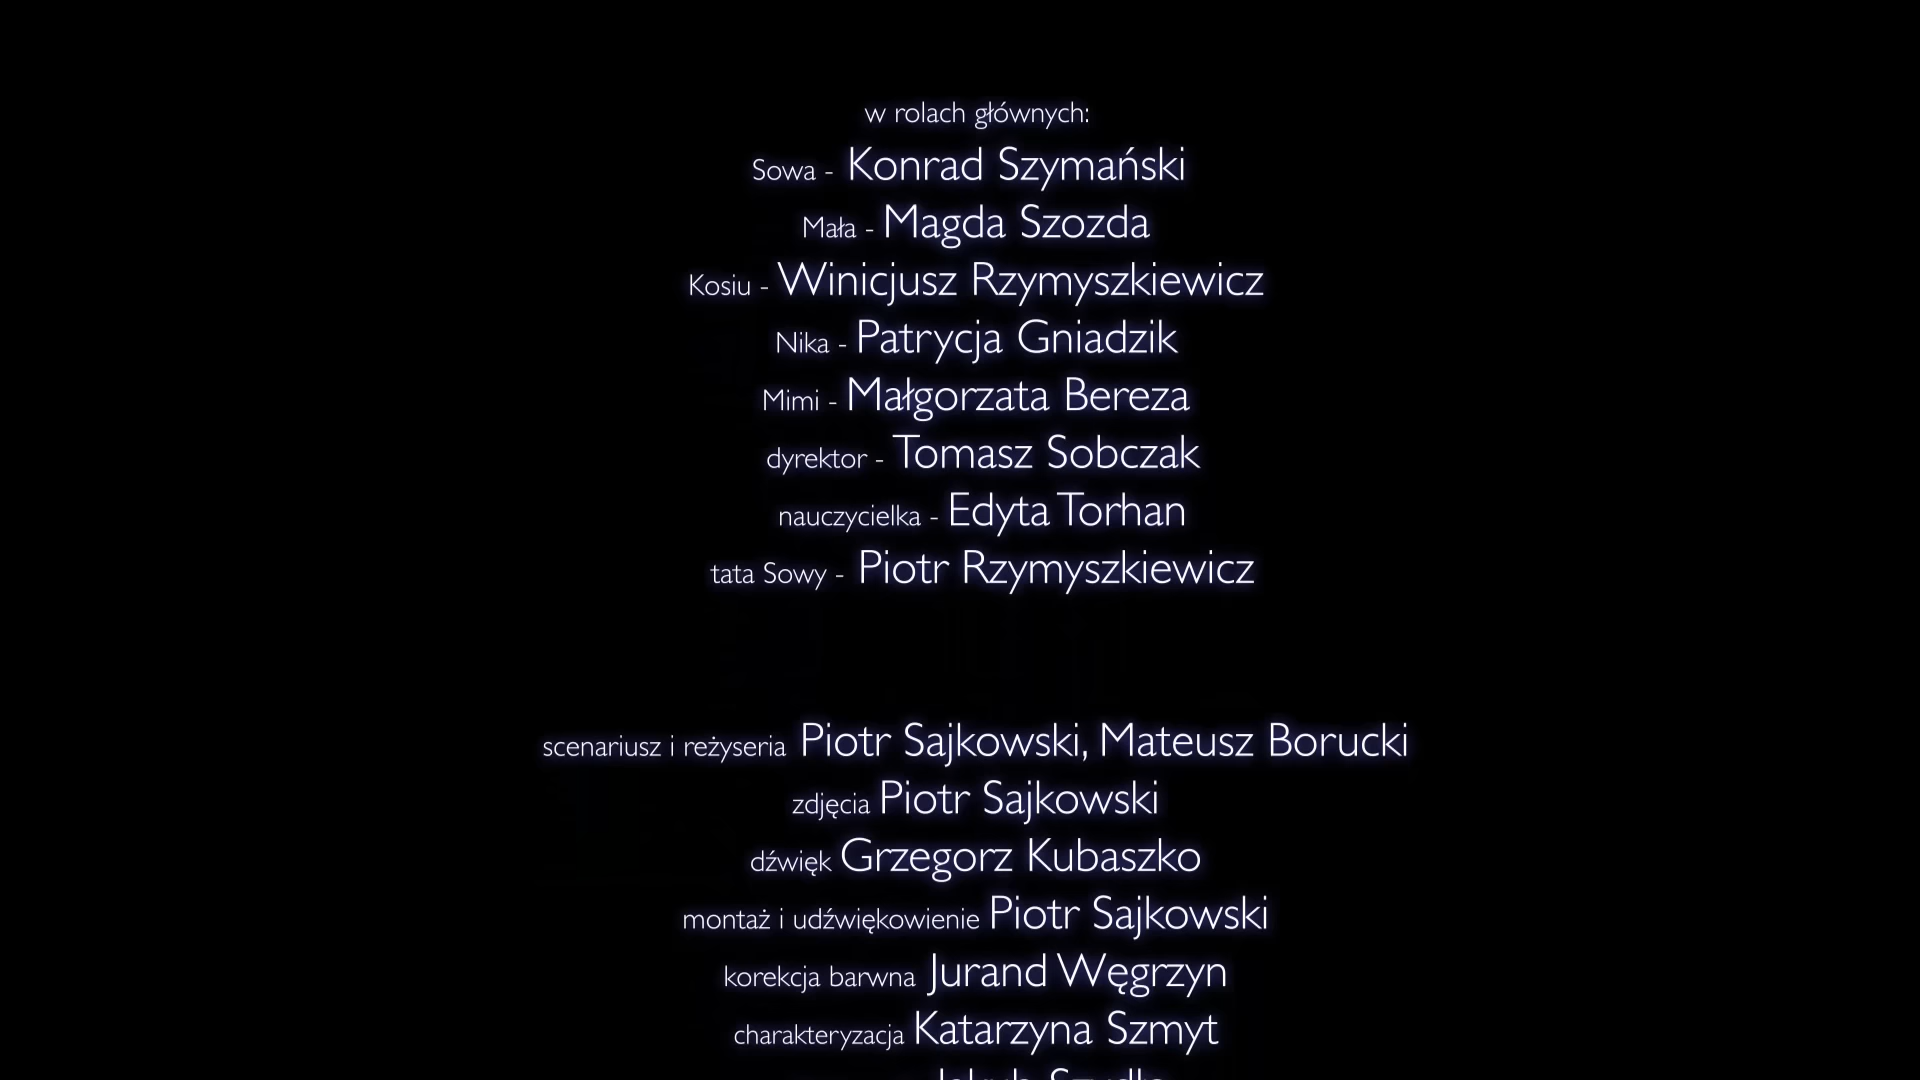 w rolach głównych:
Sowa - Konrad Szymański
Mała - Magda Szozda
Kosiu - Winicjusz Rzymyszkiewicz
Nika - Patrycja Gniadzik
Mimi - Małgorzata Bereza
dyrektor - Tomasz Sobczak
nauczycielka - Edyta Torhan
tata Sowy - Piotr Rzymyszkiewicz
scenariusz i reżyseria Piotr Sajkowski, Mateusz Borucki
zdjęcia Piotr Sajkowski
dźwięk Grzegorz Kubaszko
montaż i udźwiękowienie Piotr Sajkowski
korekcja barwna Jurand Węgrzyn
charakteryzacja Katarzyna Szmyt